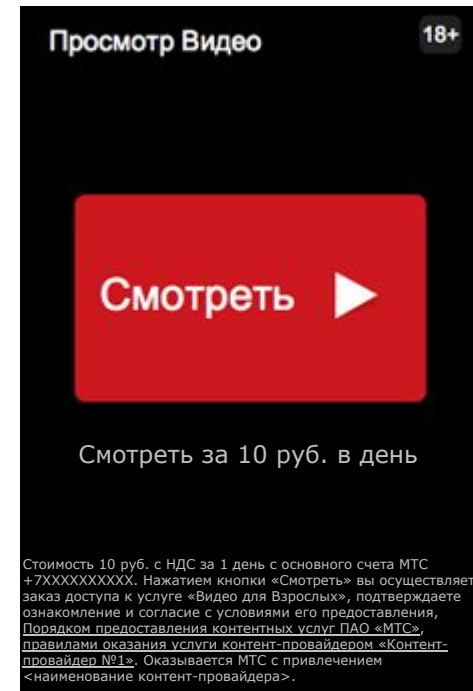 Просмотр Видео
18+
Смотреть
Смотреть за 10 руб. в день
Стоимость 10 руб. с НДС за 1 день с основного счета МТС
+7XXXXXXXXXX. Нажатием кнопки «Смотреть» вы осуществляет
заказ доступа к услуге «Видео для Взрослых», подтверждаете
ознакомление и согласие с условиями его предоставления,
Порядком предоставления контентных услуг ПАО «МТС»,
правилами оказания услуги контент-провайдером «Контент-
провайдер №1». Оказывается МТС с привлечением
<наименование контент-провайдера>.